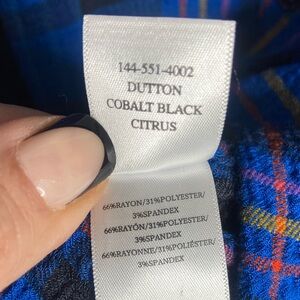 144-551-4002
DUTTON
COBALT BLACK
CITRUS
66%RAYON/31%POLYESTER/
3%SPANDEX
66%RAYÓN/31%POLYESTER/
3%SPANDEX
66%RAYONNE/31%POLIÉSTER/
3%SPANDEX